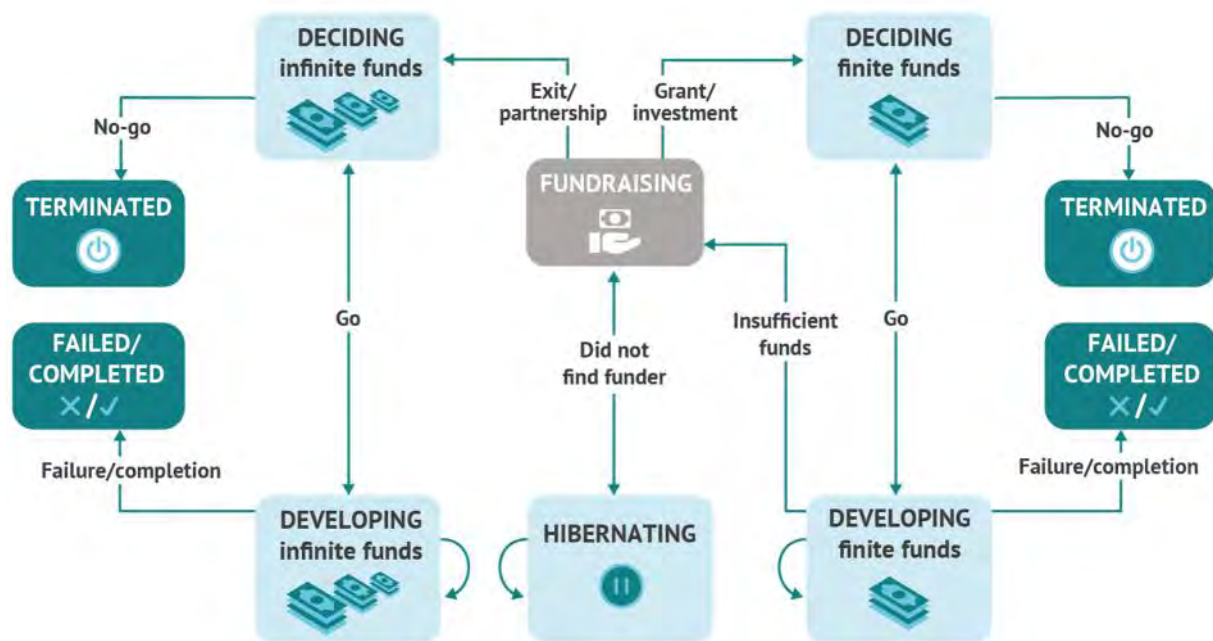 DECIDING
infinite funds
DECIDING
finite funds
Exit/
partnership
Grant/
investment
No-go
No-go
FUNDRAISING
TERMINATED
TERMINATED
Go
Insufficient
funds
Go
Did not
find funder
FAILED/
COMPLETED
FAILED/
COMPLETED
Failure/completion
Failure/completion
DEVELOPING
infinite funds
HIBERNATING
DEVELOPING
finite funds